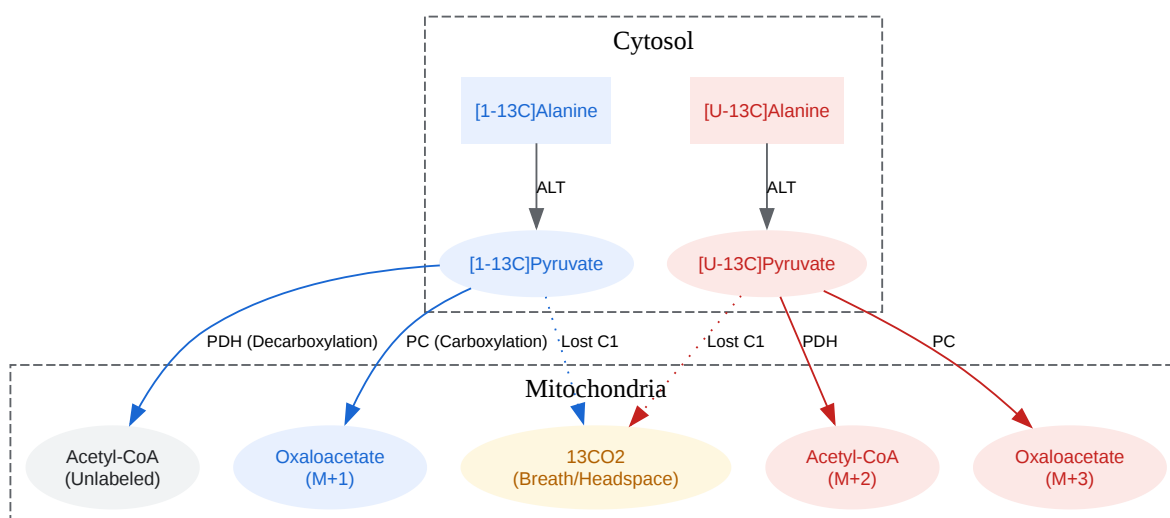 Cytosol
[1-13C]Alanine
[U-13C]Alanine
ALT
ALT
[1-13C]Pyruvate
[U-13C]Pyruvate
PDH (Decarboxylation)
PC (Carboxylation)
Lost C1
Lost C1
PDH
PC
Mitochondria
Acetyl-CoA
(Unlabeled)
Oxaloacetate
(M+1)
13CO2
(Breath/Headspace)
Acetyl-CoA
(M+2)
Oxaloacetate
(M+3)